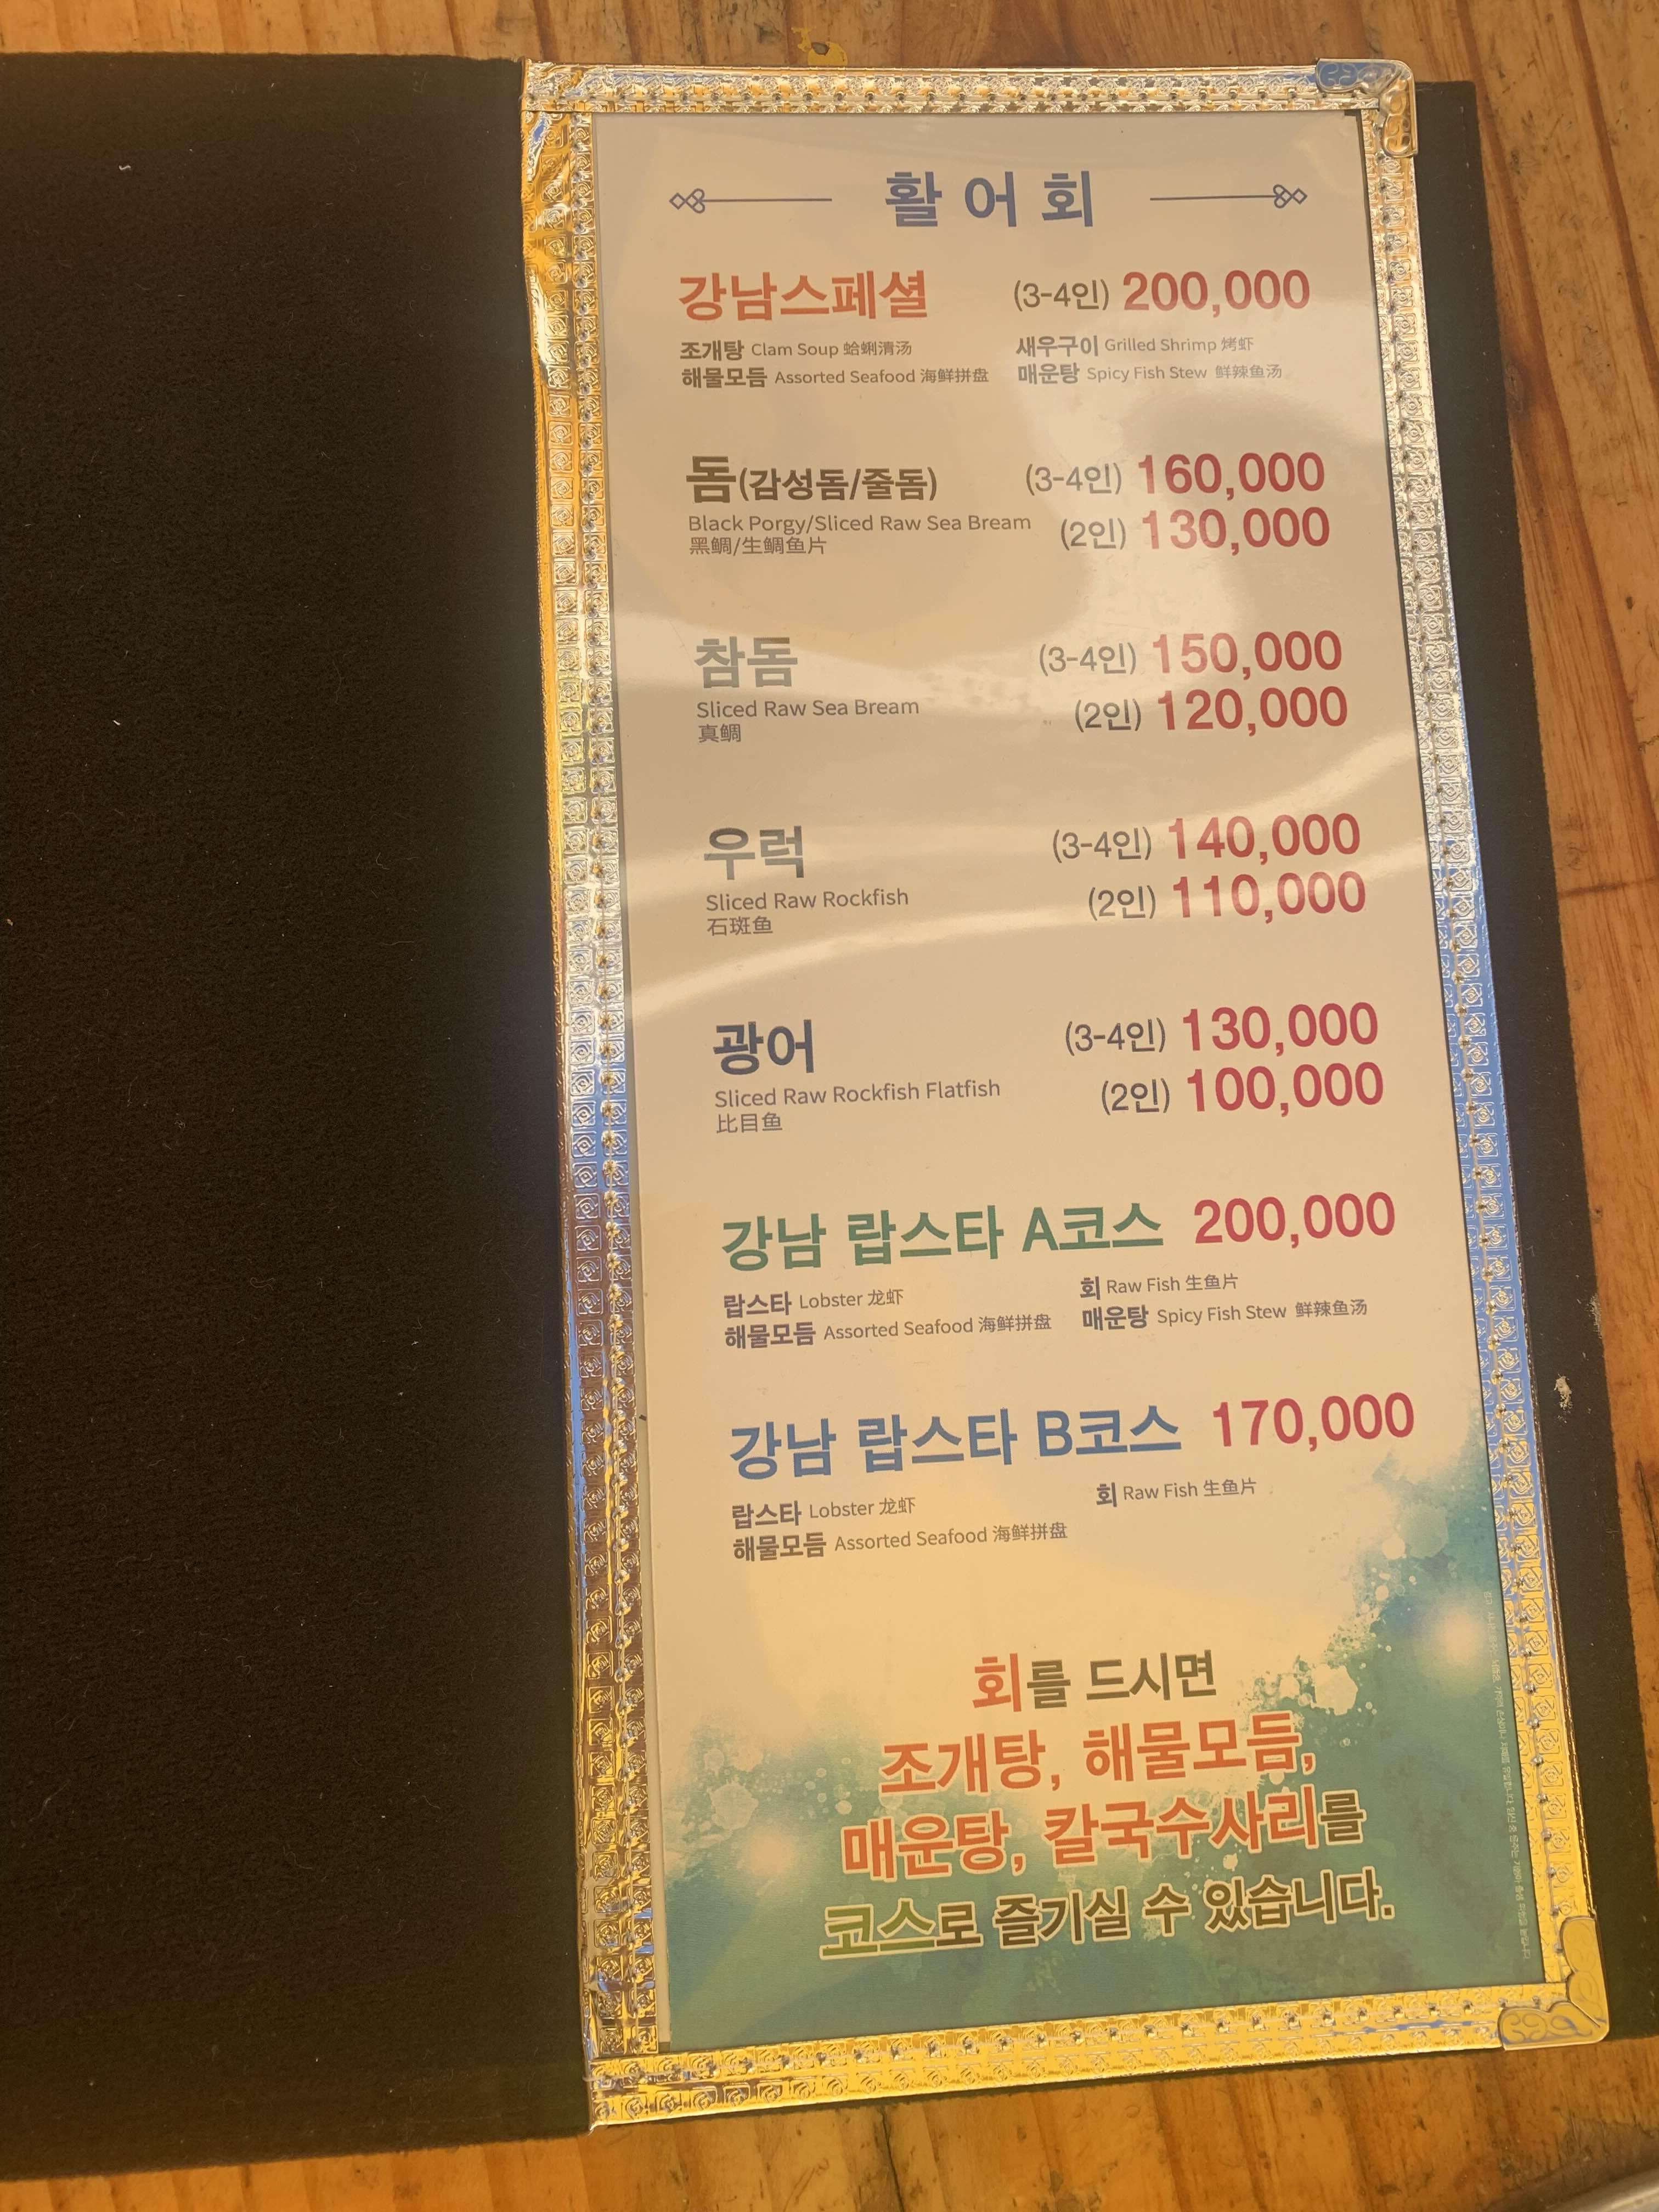 활어회
강남스페셜 (3-4인) 200,000
조개탕 Clam Soup 蛤蜊清汤 새우구이 Grilled Shrimp 烤虾
해물모듬 Assorted Seafood 海鲜拼盘 매운탕 Spicy Fish Stew 鲜辣鱼汤
돔(감성돔/줄돔) (3-4인) 160,000
Black Porgy/Sliced Raw Sea Bream (2인) 130,000
黑鲷/生鲷鱼片
참돔 (3-4인) 150,000
Sliced Raw Sea Bream (2인) 120,000
真鲷
우럭 (3-4인) 140,000
Sliced Raw Rockfish (2인) 110,000
石斑鱼
광어 (3-4인) 130,000
Sliced Raw Rockfish Flatfish (2인) 100,000
比目鱼
강남 랍스타 A코스 200,000
랍스타 Lobster 龙虾 회 Raw Fish 生鱼片
해물모듬 Assorted Seafood 海鲜拼盘 매운탕 Spicy Fish Stew 鲜辣鱼汤
강남 랍스타 B코스 170,000
랍스타 Lobster 龙虾 회 Raw Fish 生鱼片
해물모듬 Assorted Seafood 海鲜拼盘
회를 드시면
조개탕, 해물모듬,
매운탕, 칼국수사리를
코스로 즐기실 수 있습니다.